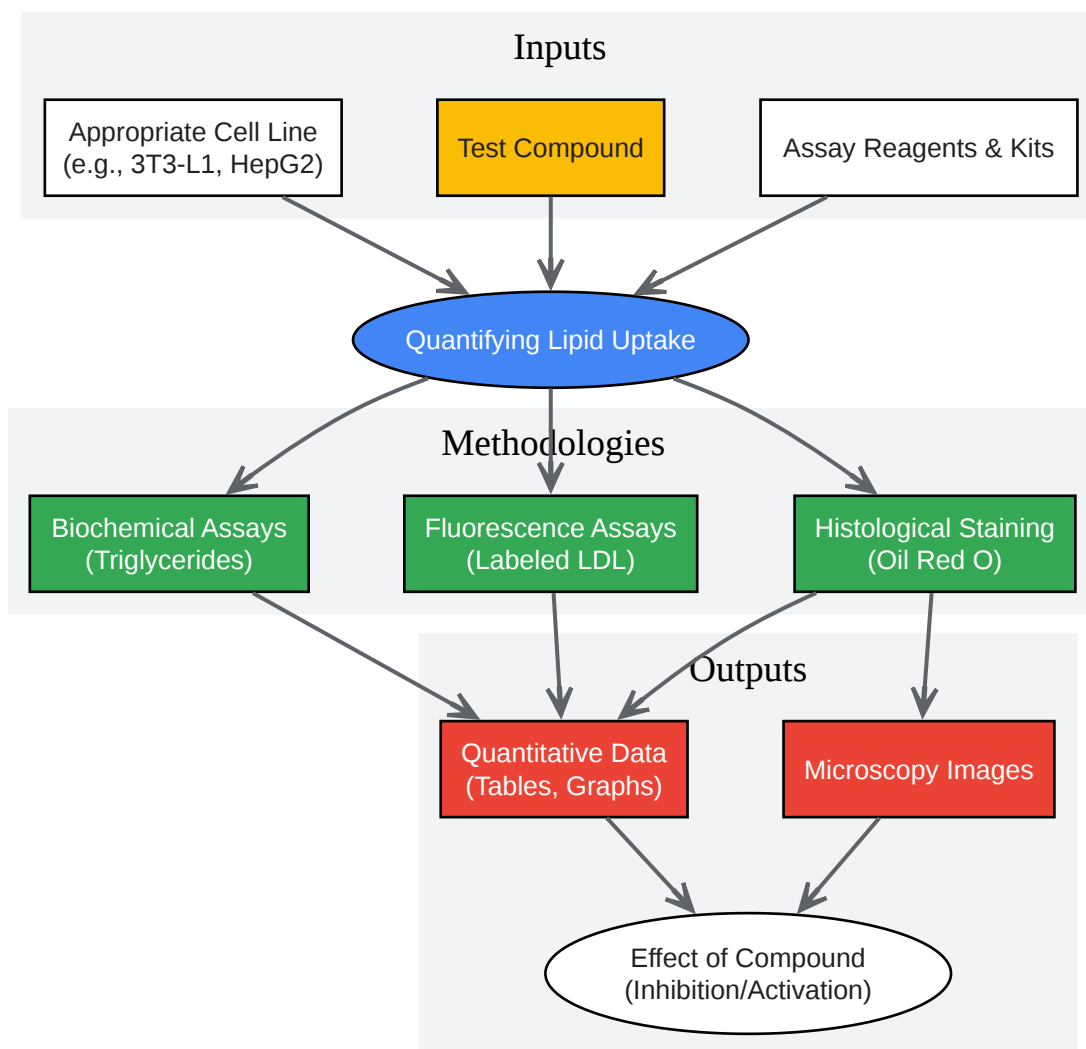 Inputs
Appropriate Cell Line
(e.g., 3T3-L1, HepG2)
Test Compound
Assay Reagents & Kits
Quantifying Lipid Uptake
Methodologies
Biochemical Assays
(Triglycerides)
Fluorescence Assays
(Labeled LDL)
Histological Staining
(Oil Red O)
Outputs
Quantitative Data
(Tables, Graphs)
Microscopy Images
Effect of Compound
(Inhibition/Activation)